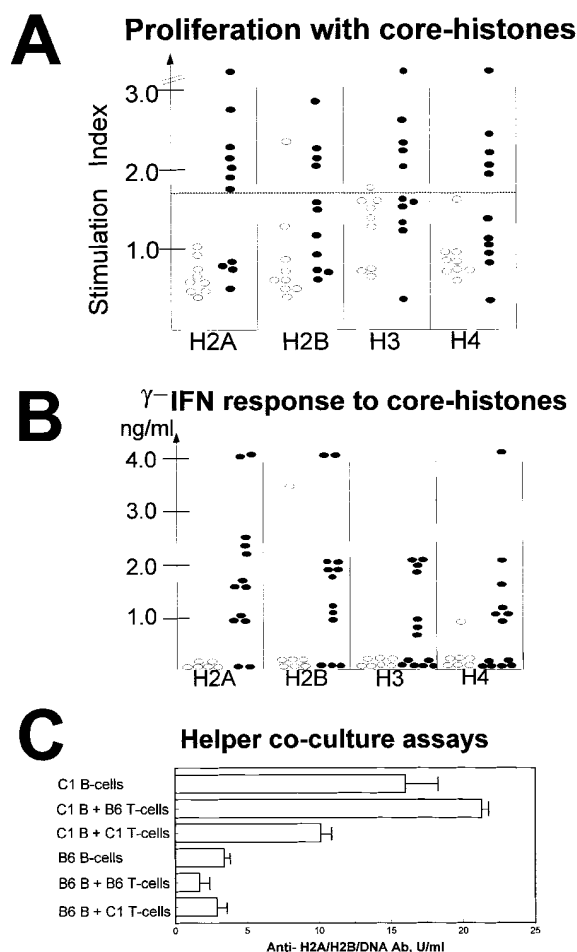 A
Proliferation with core-histones
Stimulation Index
3.0
2.0
1.0
H2A H2B H3 H4
B
γ–IFN response to core-histones
ng/ml
4.0
3.0
2.0
1.0
H2A H2B H3 H4
C
Helper co-culture assays
C1 B-cells
C1 B + B6 T-cells
C1 B + C1 T-cells
B6 B-cells
B6 B + B6 T-cells
B6 B + C1 T-cells
0 5 10 15 20 25
Anti- H2A/H2B/DNA Ab, U/ml